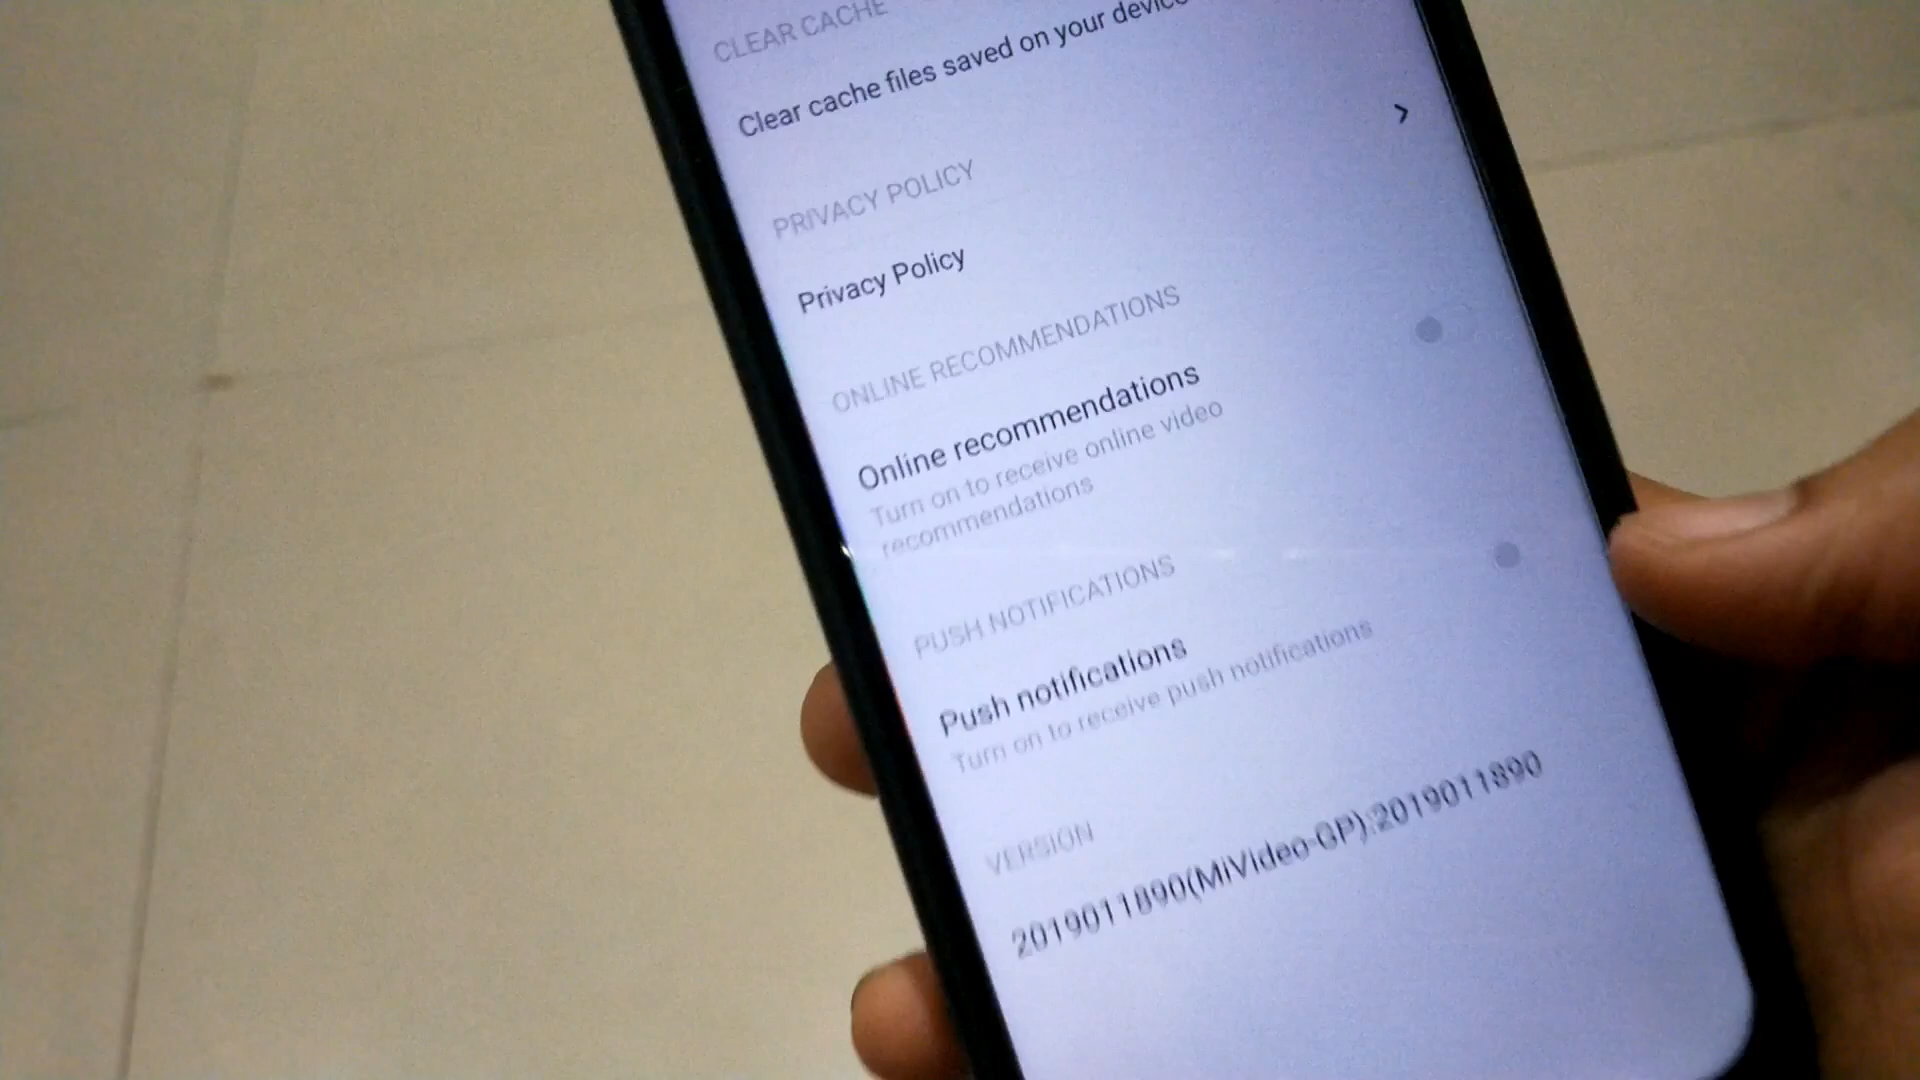 CLEAR CACHE
Clear cache files saved on your device
PRIVACY POLICY
Privacy Policy
ONLINE RECOMMENDATIONS
Online recommendations
Turn on to receive online video
recommendations
PUSH NOTIFICATIONS
Push notifications
Turn on to receive push notifications
VERSION
2019011890(MiVideo-GP):2019011890